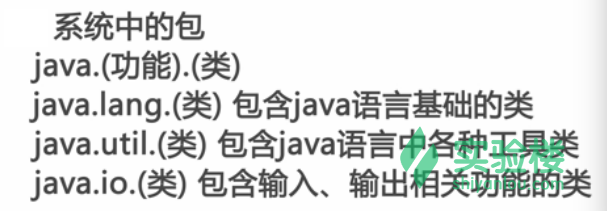 系统中的包
java.(功能).(类)
java.lang.(类) 包含java语言基础的类
java.util.(类) 包含java语言中各种工具类
java.io.(类) 包含输入、输出相关功能的类
实验楼
shiyanlou.com